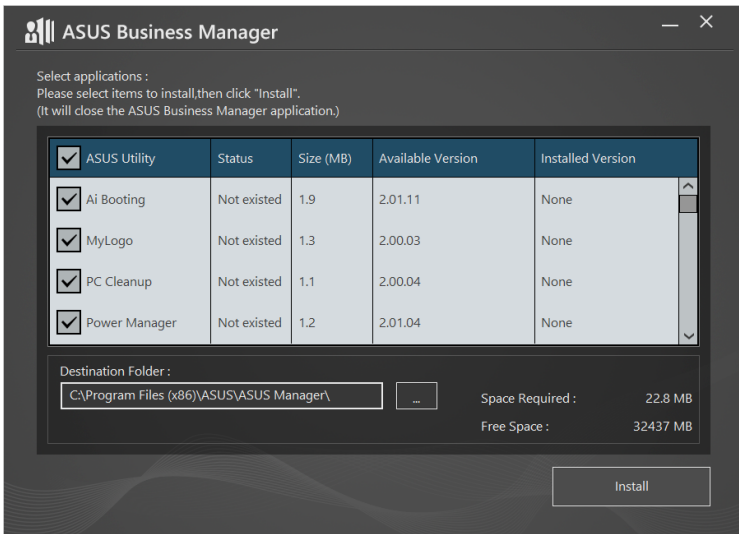 ASUS Business Manager
Select applications :
Please select items to install,then click "Install".
(It will close the ASUS Business Manager application.)
ASUS Utility Status Size (MB) Available Version Installed Version
Ai Booting Not existed 1.9 2.01.11 None
MyLogo Not existed 1.3 2.00.03 None
PC Cleanup Not existed 1.1 2.00.04 None
Power Manager Not existed 1.2 2.01.04 None
Destination Folder :
C:\Program Files (x86)\ASUS\ASUS Manager\ ... Space Required : 22.8 MB
Free Space : 32437 MB
Install